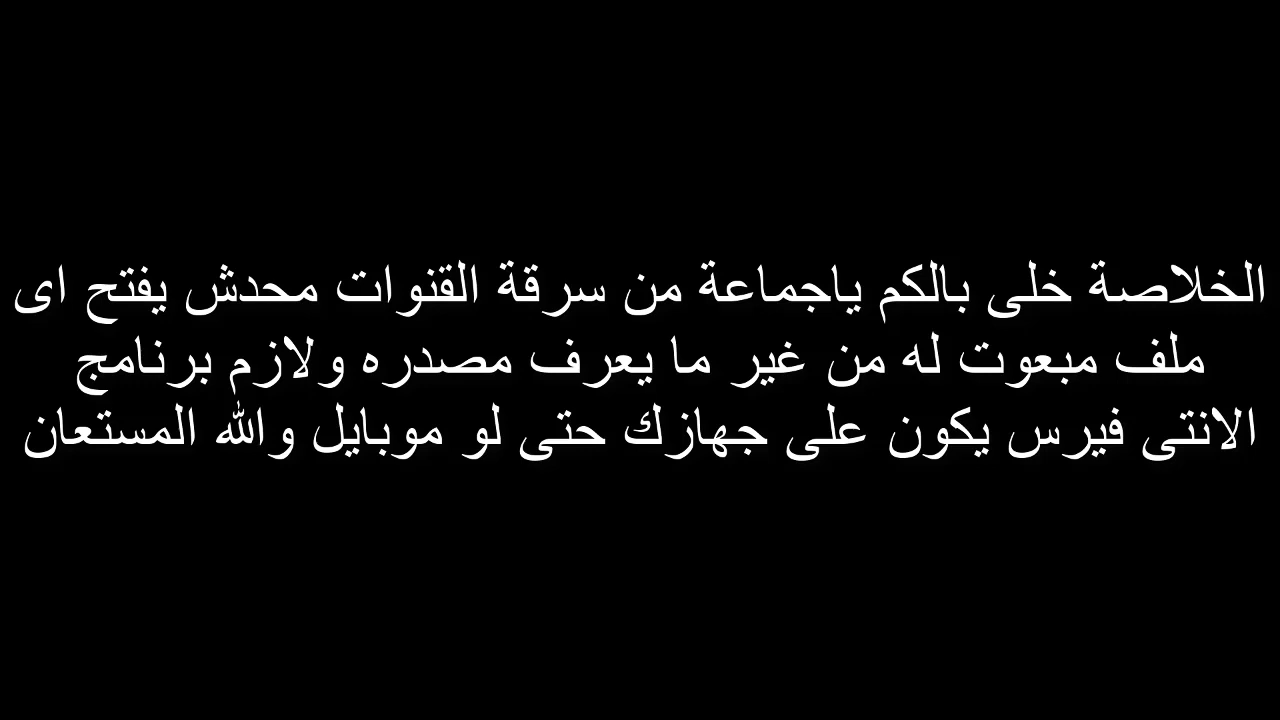 الخلاصة خلى بالكم ياجماعة من سرقة القنوات محدش يفتح اى
ملف مبعوت له من غير ما يعرف مصدره ولازم برنامج
الانتى فيرس يكون على جهازك حتى لو موبايل والله المستعان